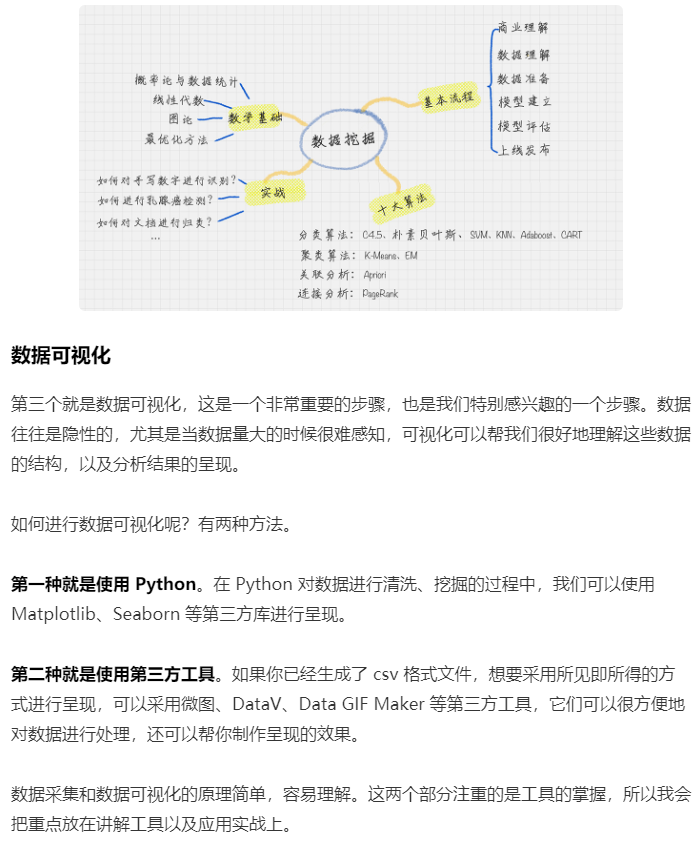 数据挖掘
基本流程
商业理解
数据理解
数据准备
模型建立
模型评估
上线发布
数学基础
概率论与数据统计
线性代数
图论
最优化方法
实战
如何对手写数字进行识别?
如何进行乳腺癌检测?
如何对文档进行归类?
...
十大算法
分类算法: C4.5、朴素贝叶斯、SVM、KNN、Adaboost、CART
聚类算法: K-Means、EM
关联分析: Apriori
连接分析: PageRank
数据可视化
第三个就是数据可视化，这是一个非常重要的步骤，也是我们特别感兴趣的一个步骤。数据
往往是隐性的，尤其是当数据量大的时候很难感知，可视化可以帮我们很好地理解这些数据
的结构，以及分析结果的呈现。
如何进行数据可视化呢？有两种方法。
第一种就是使用 Python。在 Python 对数据进行清洗、挖掘的过程中，我们可以使用
Matplotlib、Seaborn 等第三方库进行呈现。
第二种就是使用第三方工具。如果你已经生成了 csv 格式文件，想要采用所见即所得的方
式进行呈现，可以采用微图、DataV、Data GIF Maker 等第三方工具，它们可以很方便地
对数据进行处理，还可以帮你制作呈现的效果。
数据采集和数据可视化的原理简单，容易理解。这两个部分注重的是工具的掌握，所以我会
把重点放在讲解工具以及应用实战上。